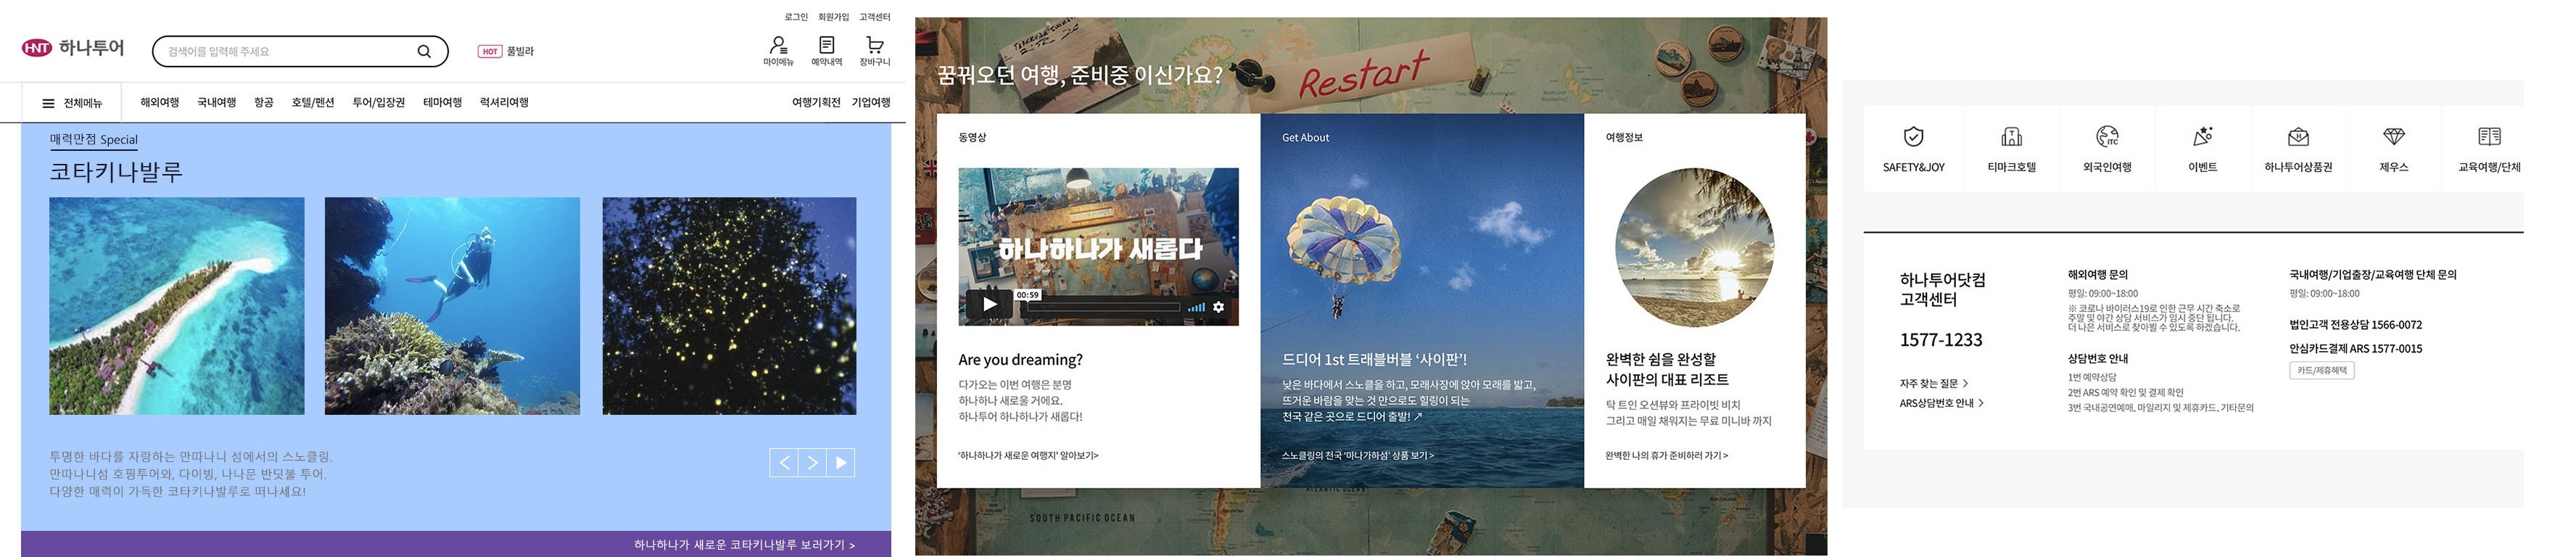 로그인 회원가입 고객센터
HNT 하나투어
검색어를 입력해 주세요
HOT 풀빌라
마이메뉴 예약내역 장바구니
전체메뉴 해외여행 국내여행 항공 호텔/펜션 투어/입장권 테마여행 럭셔리여행 여행기획전 기업여행
매력만점 Special
코타키나발루
투명한 바다를 자랑하는 만따나니 섬에서의 스노클링.
만따나니섬 호핑투어와, 다이빙, 나나문 반딧불 투어.
다양한 매력이 가득한 코타키나발루로 떠나세요!
하나하나가 새로운 코타키나발루 보러가기 >
꿈꿔오던 여행, 준비중 이신가요?
Restart
동영상
하나하나가 새롭다
00:59
Are you dreaming?
다가오는 이번 여행은 분명
하나하나 새로울 거에요.
하나투어 하나하나가 새롭다!
'하나하나가 새로운 여행지' 알아보기>
Get About
드디어 1st 트래블버블 ‘사이판’!
낮은 바다에서 스노클을 하고, 모래사장에 앉아 모래를 밟고,
뜨거운 바람을 맞는 것 만으로도 힐링이 되는
천국 같은 곳으로 드디어 출발! ↗
스노클링의 천국 '마나가하섬' 상품 보기 >
여행정보
완벽한 쉼을 완성할
사이판의 대표 리조트
탁 트인 오션뷰와 프라이빗 비치
그리고 매일 채워지는 무료 미니바 까지
완벽한 나의 휴가 준비하러 가기 >
SOUTH PACIFIC OCEAN
SAFETY&JOY 티마크호텔 외국인여행 이벤트 하나투어상품권 제우스 교육여행/단체
ITC
하나투어닷컴
고객센터
1577-1233
자주 찾는 질문 >
ARS상담번호 안내 >
해외여행 문의
평일: 09:00~18:00
※ 코로나 바이러스19로 인한 근무 시간 축소로
주말 및 야간 상담 서비스가 임시 중단 됩니다.
더 나은 서비스로 찾아뵐 수 있도록 하겠습니다.
상담번호 안내
1번 예약상담
2번 ARS 예약 확인 및 결제 확인
3번 국내공연예매, 마일리지 및 제휴카드, 기타문의
국내여행/기업출장/교육여행 단체 문의
평일: 09:00~18:00
법인고객 전용상담 1566-0072
안심카드결제 ARS 1577-0015
카드/제휴혜택